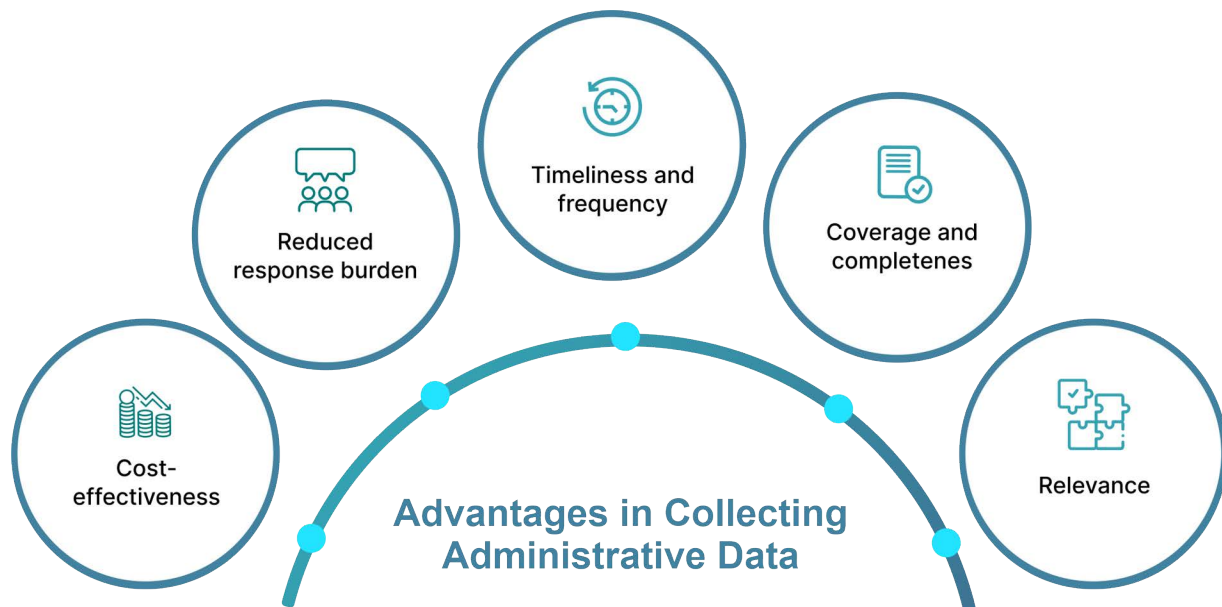 Timeliness and
frequency
Reduced
response burden
Coverage and
completenes
Cost-
effectiveness
Relevance
Advantages in Collecting
Administrative Data